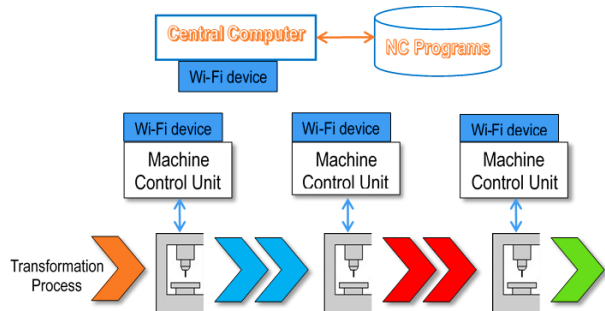 Central Computer
NC Programs
Wi-Fi device
Wi-Fi device
Wi-Fi device
Wi-Fi device
Machine
Control Unit
Machine
Control Unit
Machine
Control Unit
Transformation
Process